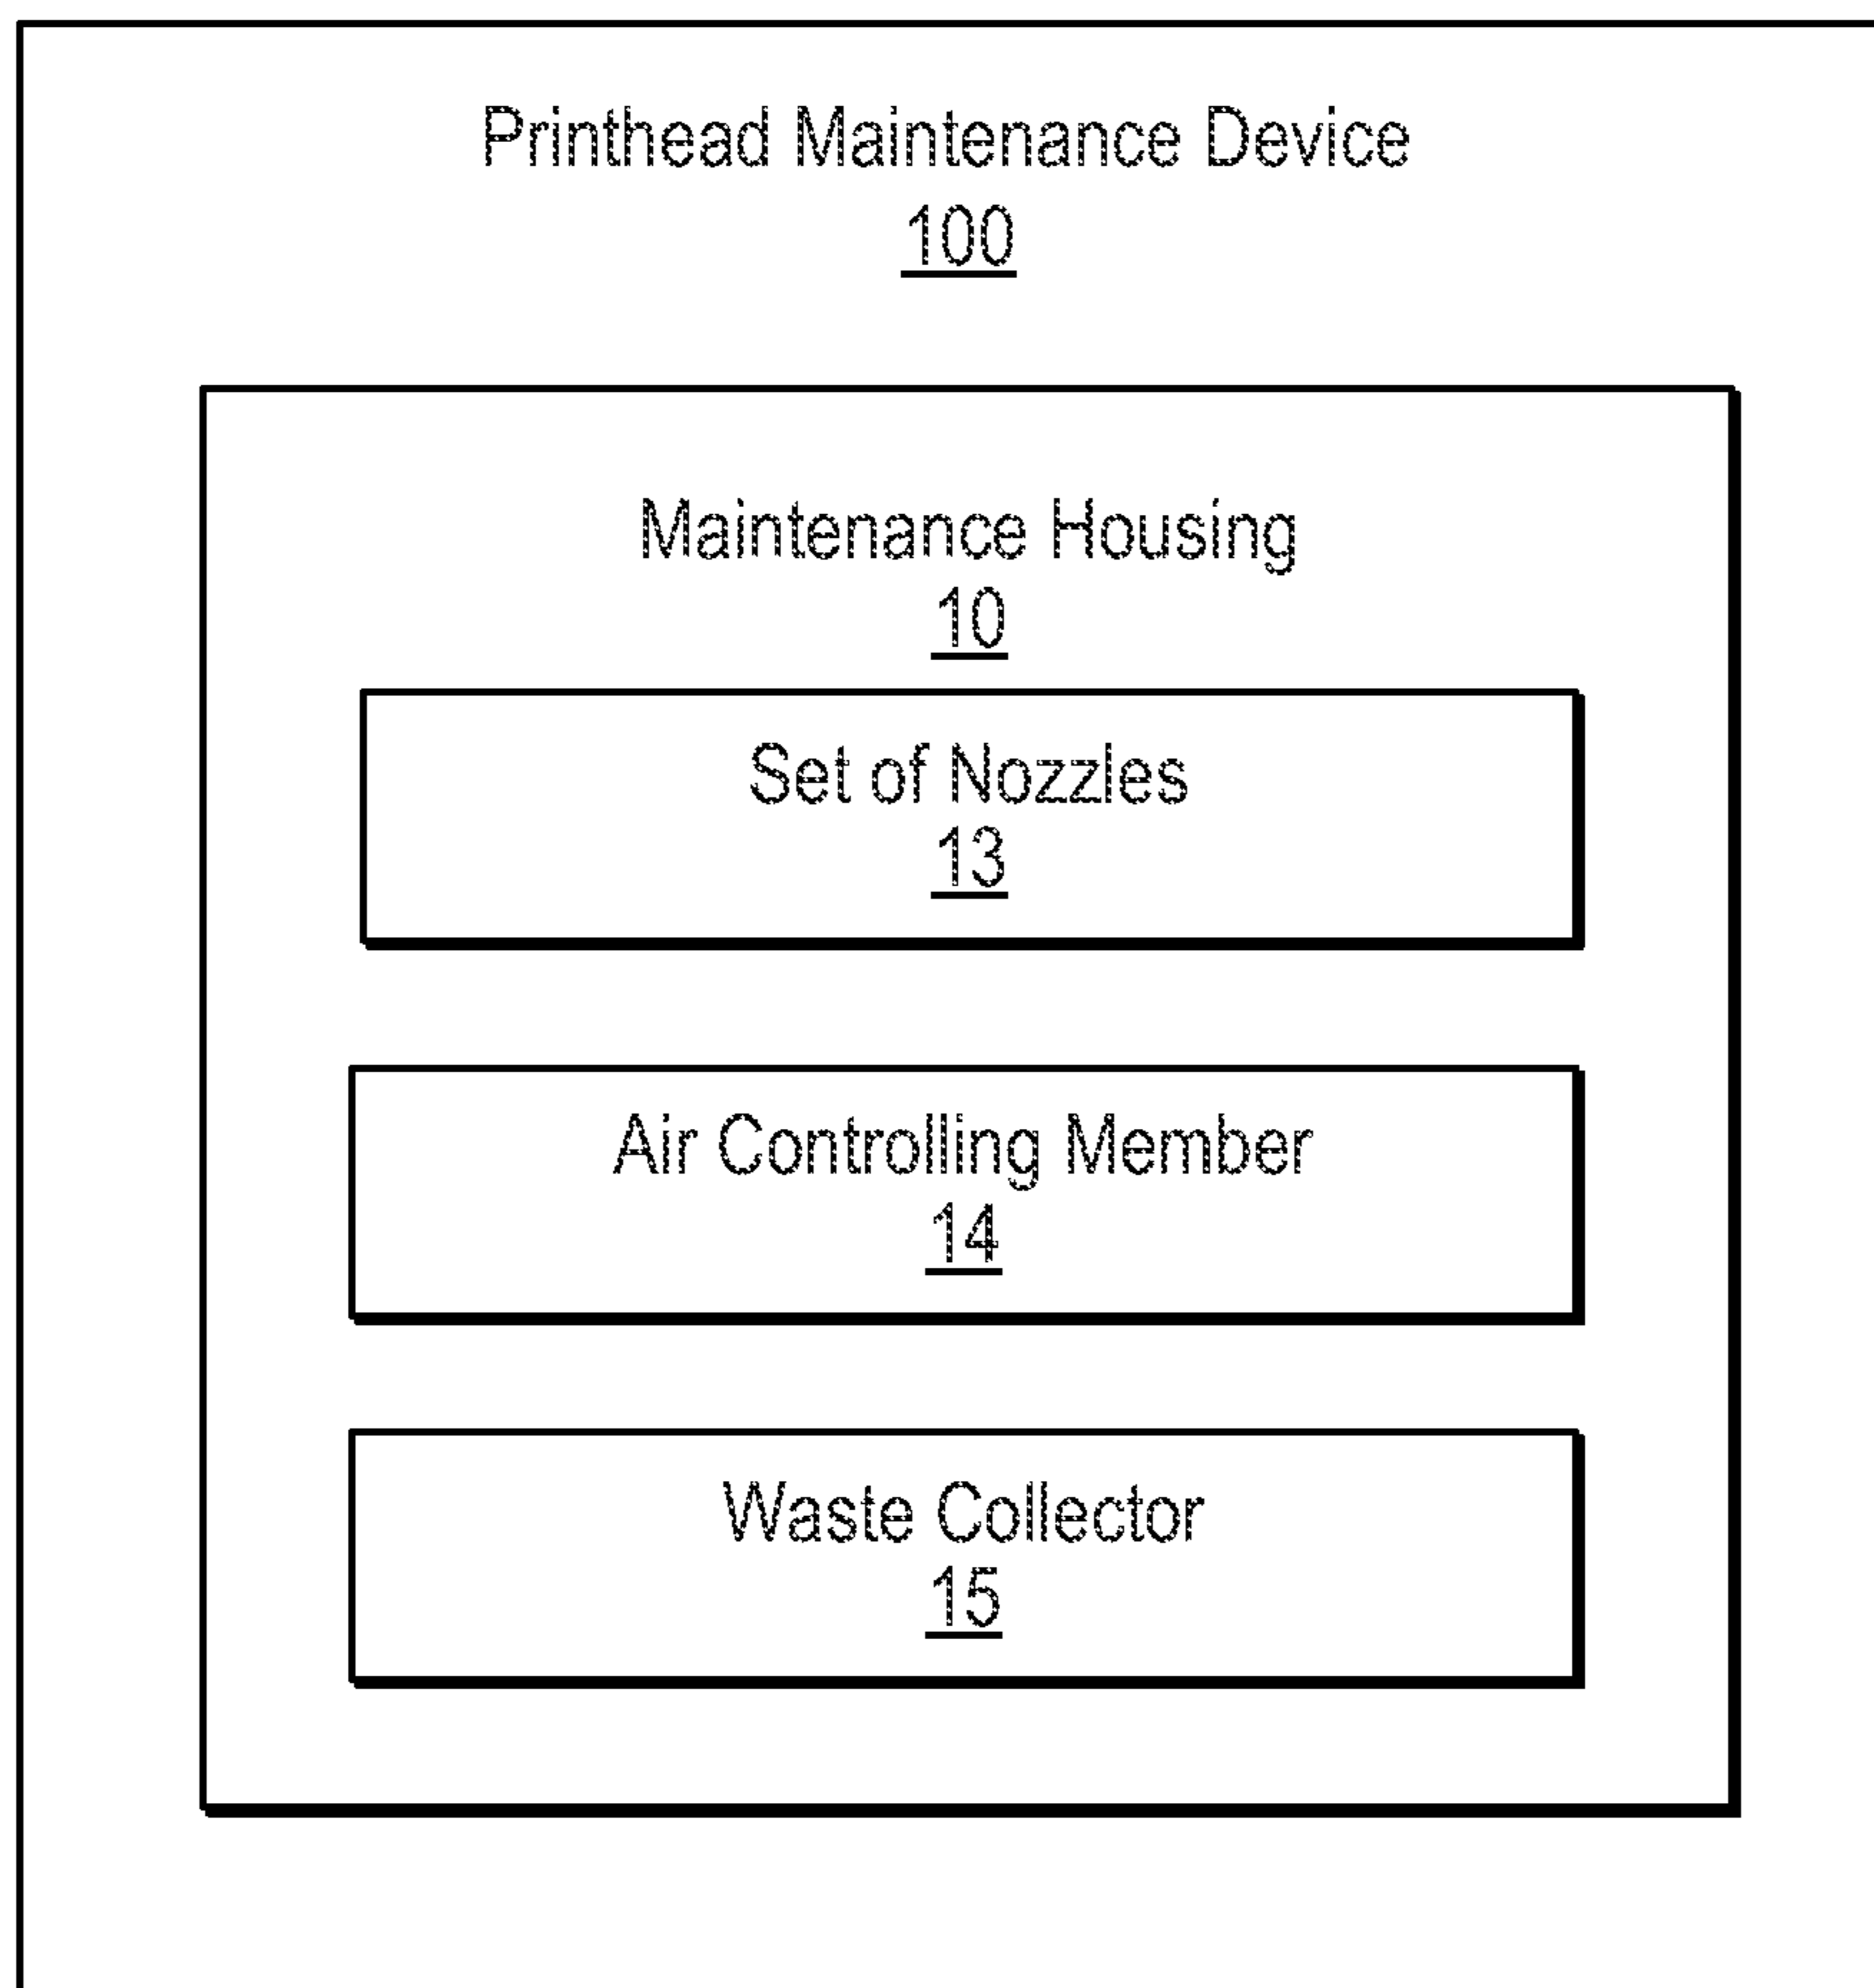 Printhead Maintenance Device
100
Maintenance Housing
10
Set of Nozzles
13
Air Controlling Member
14
Waste Collector
15